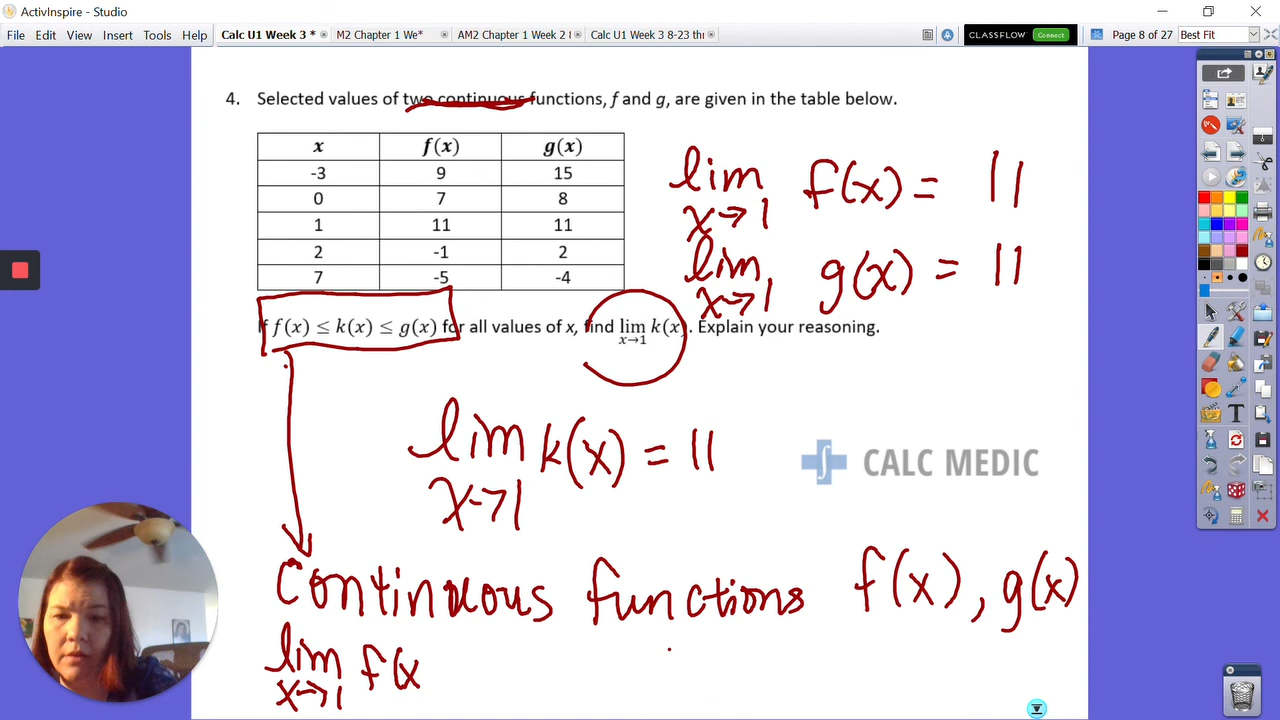 ActivInspire - Studio
File Edit View Insert Tools Help
Calc U1 Week 3 * M2 Chapter 1 We* AM2 Chapter 1 Week 2 8 Calc U1 Week 3 8-23 thr
CLASSFLOW Connect
Page 8 of 27 Best Fit
4. Selected values of two continuous functions, f and g, are given in the table below.
x f(x) g(x)
-3 9 15
0 7 8
1 11 11
2 -1 2
7 -5 -4
lim x→1 f(x) = 11
lim x→1 g(x) = 11
If f(x) ≤ k(x) ≤ g(x) for all values of x, find lim x→1 k(x). Explain your reasoning.
lim x→1 k(x) = 11
CALC MEDIC
Continuous functions f(x), g(x)
lim x→1 f(x